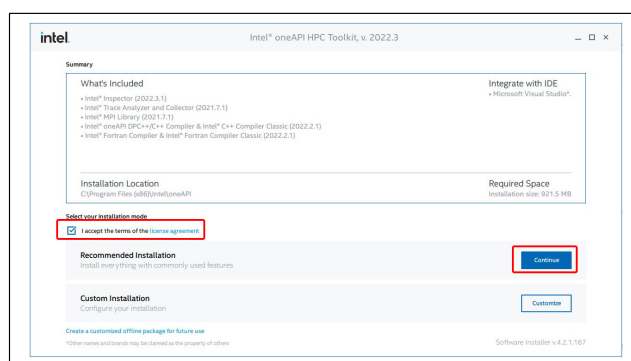 intel.
Intel® oneAPI HPC Toolkit, v. 2022.3
Summary
What's Included
• Intel® Inspector (2022.3.1)
• Intel® Trace Analyzer and Collector (2021.7.1)
• Intel® MPI Library (2021.7.1)
• Intel® oneAPI DPC++/C++ Compiler & Intel® C++ Compiler Classic (2022.2.1)
• Intel® Fortran Compiler & Intel® Fortran Compiler Classic (2022.2.1)
Integrate with IDE
• Microsoft Visual Studio*.
Installation Location
C:\Program Files (x86)\Intel\oneAPI
Required Space
Installation size: 921.5 MB
Select your installation mode
I accept the terms of the license agreement
Recommended Installation
Install everything with commonly used features
Continue
Custom Installation
Configure your installation
Customize
Create a customized offline package for future use
*Other names and brands may be claimed as the property of others
Software Installer v.4.2.1.167